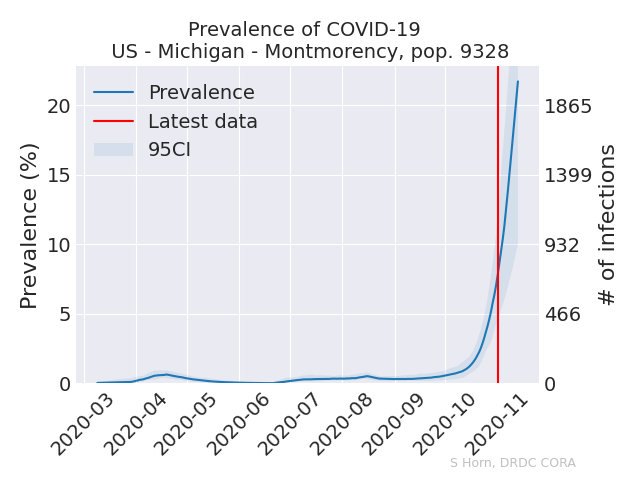 Prevalence of COVID-19
US - Michigan - Montmorency, pop. 9328
Prevalence
Latest data
95CI
Prevalence (%)
20
15
10
5
0
1865
1399
932
466
0
# of infections
2020-03
2020-04
2020-05
2020-06
2020-07
2020-08
2020-09
2020-10
2020-11
S Horn, DRDC CORA